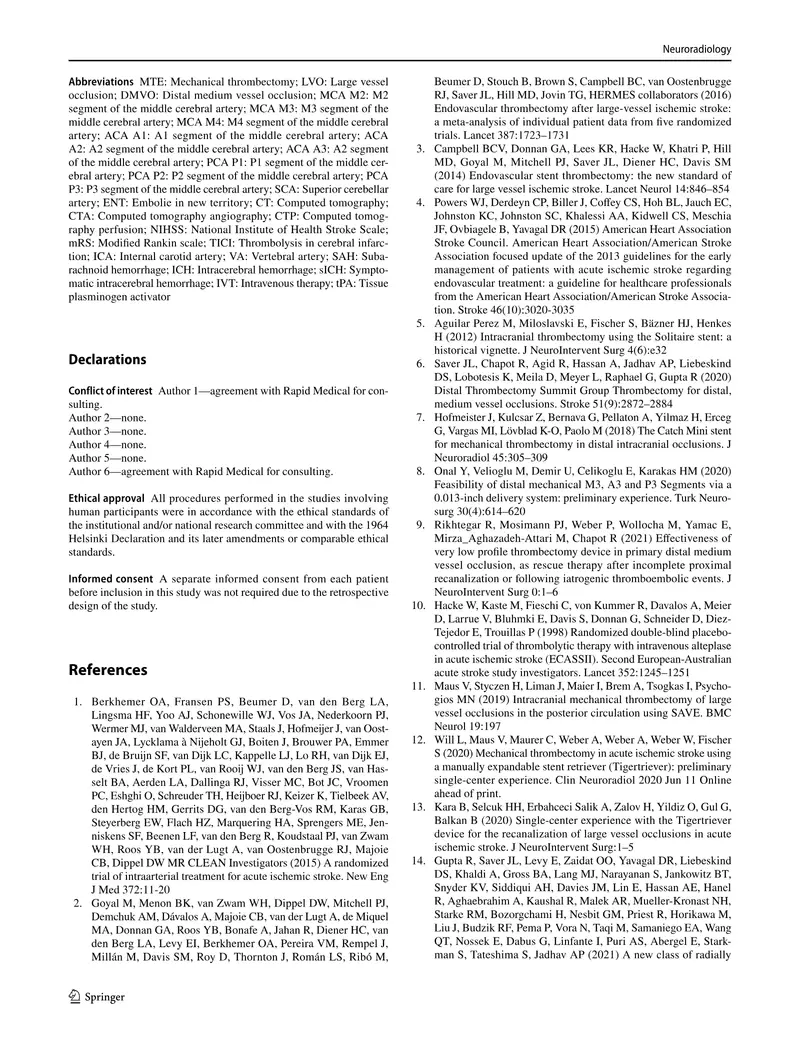 Neuroradiology
Abbreviations MTE: Mechanical thrombectomy; LVO: Large vessel
occlusion; DMVO: Distal medium vessel occlusion; MCA M2: M2
segment of the middle cerebral artery; MCA M3: M3 segment of the
middle cerebral artery; MCA M4: M4 segment of the middle cerebral
artery; ACA A1: A1 segment of the middle cerebral artery; ACA
A2: A2 segment of the middle cerebral artery; ACA A3: A2 segment
of the middle cerebral artery; PCA P1: P1 segment of the middle cer-
ebral artery; PCA P2: P2 segment of the middle cerebral artery; PCA
P3: P3 segment of the middle cerebral artery; SCA: Superior cerebellar
artery; ENT: Embolie in new territory; CT: Computed tomography;
CTA: Computed tomography angiography; CTP: Computed tomog-
raphy perfusion; NIHSS: National Institute of Health Stroke Scale;
mRS: Modified Rankin scale; TICI: Thrombolysis in cerebral infarc-
tion; ICA: Internal carotid artery; VA: Vertebral artery; SAH: Suba-
rachnoid hemorrhage; ICH: Intracerebral hemorrhage; sICH: Sympto-
matic intracerebral hemorrhage; IVT: Intravenous therapy; tPA: Tissue
plasminogen activator
Declarations
Conflict of interest Author 1—agreement with Rapid Medical for con-
sulting.
Author 2—none.
Author 3—none.
Author 4—none.
Author 5—none.
Author 6—agreement with Rapid Medical for consulting.
Ethical approval All procedures performed in the studies involving
human participants were in accordance with the ethical standards of
the institutional and/or national research committee and with the 1964
Helsinki Declaration and its later amendments or comparable ethical
standards.
Informed consent A separate informed consent from each patient
before inclusion in this study was not required due to the retrospective
design of the study.
References
1. Berkhemer OA, Fransen PS, Beumer D, van den Berg LA,
Lingsma HF, Yoo AJ, Schonewille WJ, Vos JA, Nederkoorn PJ,
Wermer MJ, van Walderveen MA, Staals J, Hofmeijer J, van Oost-
ayen JA, Lycklama à Nijeholt GJ, Boiten J, Brouwer PA, Emmer
BJ, de Bruijn SF, van Dijk LC, Kappelle LJ, Lo RH, van Dijk EJ,
de Vries J, de Kort PL, van Rooij WJ, van den Berg JS, van Has-
selt BA, Aerden LA, Dallinga RJ, Visser MC, Bot JC, Vroomen
PC, Eshghi O, Schreuder TH, Heijboer RJ, Keizer K, Tielbeek AV,
den Hertog HM, Gerrits DG, van den Berg-Vos RM, Karas GB,
Steyerberg EW, Flach HZ, Marquering HA, Sprengers ME, Jen-
niskens SF, Beenen LF, van den Berg R, Koudstaal PJ, van Zwam
WH, Roos YB, van der Lugt A, van Oostenbrugge RJ, Majoie
CB, Dippel DW MR CLEAN Investigators (2015) A randomized
trial of intraarterial treatment for acute ischemic stroke. New Eng
J Med 372:11-20
2. Goyal M, Menon BK, van Zwam WH, Dippel DW, Mitchell PJ,
Demchuk AM, Dávalos A, Majoie CB, van der Lugt A, de Miquel
MA, Donnan GA, Roos YB, Bonafe A, Jahan R, Diener HC, van
den Berg LA, Levy EI, Berkhemer OA, Pereira VM, Rempel J,
Millán M, Davis SM, Roy D, Thornton J, Román LS, Ribó M,
Beumer D, Stouch B, Brown S, Campbell BC, van Oostenbrugge
RJ, Saver JL, Hill MD, Jovin TG, HERMES collaborators (2016)
Endovascular thrombectomy after large-vessel ischemic stroke:
a meta-analysis of individual patient data from five randomized
trials. Lancet 387:1723–1731
3. Campbell BCV, Donnan GA, Lees KR, Hacke W, Khatri P, Hill
MD, Goyal M, Mitchell PJ, Saver JL, Diener HC, Davis SM
(2014) Endovascular stent thrombectomy: the new standard of
care for large vessel ischemic stroke. Lancet Neurol 14:846–854
4. Powers WJ, Derdeyn CP, Biller J, Coffey CS, Hoh BL, Jauch EC,
Johnston KC, Johnston SC, Khalessi AA, Kidwell CS, Meschia
JF, Ovbiagele B, Yavagal DR (2015) American Heart Association
Stroke Council. American Heart Association/American Stroke
Association focused update of the 2013 guidelines for the early
management of patients with acute ischemic stroke regarding
endovascular treatment: a guideline for healthcare professionals
from the American Heart Association/American Stroke Associa-
tion. Stroke 46(10):3020-3035
5. Aguilar Perez M, Miloslavski E, Fischer S, Bäzner HJ, Henkes
H (2012) Intracranial thrombectomy using the Solitaire stent: a
historical vignette. J NeuroIntervent Surg 4(6):e32
6. Saver JL, Chapot R, Agid R, Hassan A, Jadhav AP, Liebeskind
DS, Lobotesis K, Meila D, Meyer L, Raphael G, Gupta R (2020)
Distal Thrombectomy Summit Group Thrombectomy for distal,
medium vessel occlusions. Stroke 51(9):2872–2884
7. Hofmeister J, Kulcsar Z, Bernava G, Pellaton A, Yilmaz H, Erceg
G, Vargas MI, Lövblad K-O, Paolo M (2018) The Catch Mini stent
for mechanical thrombectomy in distal intracranial occlusions. J
Neuroradiol 45:305–309
8. Onal Y, Velioglu M, Demir U, Celikoglu E, Karakas HM (2020)
Feasibility of distal mechanical M3, A3 and P3 Segments via a
0.013-inch delivery system: preliminary experience. Turk Neuro-
surg 30(4):614–620
9. Rikhtegar R, Mosimann PJ, Weber P, Wollocha M, Yamac E,
Mirza_Aghazadeh-Attari M, Chapot R (2021) Effectiveness of
very low profile thrombectomy device in primary distal medium
vessel occlusion, as rescue therapy after incomplete proximal
recanalization or following iatrogenic thromboembolic events. J
NeuroIntervent Surg 0:1–6
10. Hacke W, Kaste M, Fieschi C, von Kummer R, Davalos A, Meier
D, Larrue V, Bluhmki E, Davis S, Donnan G, Schneider D, Diez-
Tejedor E, Trouillas P (1998) Randomized double-blind placebo-
controlled trial of thrombolytic therapy with intravenous alteplase
in acute ischemic stroke (ECASSII). Second European-Australian
acute stroke study investigators. Lancet 352:1245–1251
11. Maus V, Styczen H, Liman J, Maier I, Brem A, Tsogkas I, Psycho-
gios MN (2019) Intracranial mechanical thrombectomy of large
vessel occlusions in the posterior circulation using SAVE. BMC
Neurol 19:197
12. Will L, Maus V, Maurer C, Weber A, Weber A, Weber W, Fischer
S (2020) Mechanical thrombectomy in acute ischemic stroke using
a manually expandable stent retriever (Tigertriever): preliminary
single-center experience. Clin Neuroradiol 2020 Jun 11 Online
ahead of print.
13. Kara B, Selcuk HH, Erbahceci Salik A, Zalov H, Yildiz O, Gul G,
Balkan B (2020) Single-center experience with the Tigertriever
device for the recanalization of large vessel occlusions in acute
ischemic stroke. J NeuroIntervent Surg:1–5
14. Gupta R, Saver JL, Levy E, Zaidat OO, Yavagal DR, Liebeskind
DS, Khaldi A, Gross BA, Lang MJ, Narayanan S, Jankowitz BT,
Snyder KV, Siddiqui AH, Davies JM, Lin E, Hassan AE, Hanel
R, Aghaebrahim A, Kaushal R, Malek AR, Mueller-Kronast NH,
Starke RM, Bozorgchami H, Nesbit GM, Priest R, Horikawa M,
Liu J, Budzik RF, Pema P, Vora N, Taqi M, Samaniego EA, Wang
QT, Nossek E, Dabus G, Linfante I, Puri AS, Abergel E, Stark-
man S, Tateshima S, Jadhav AP (2021) A new class of radially
Springer